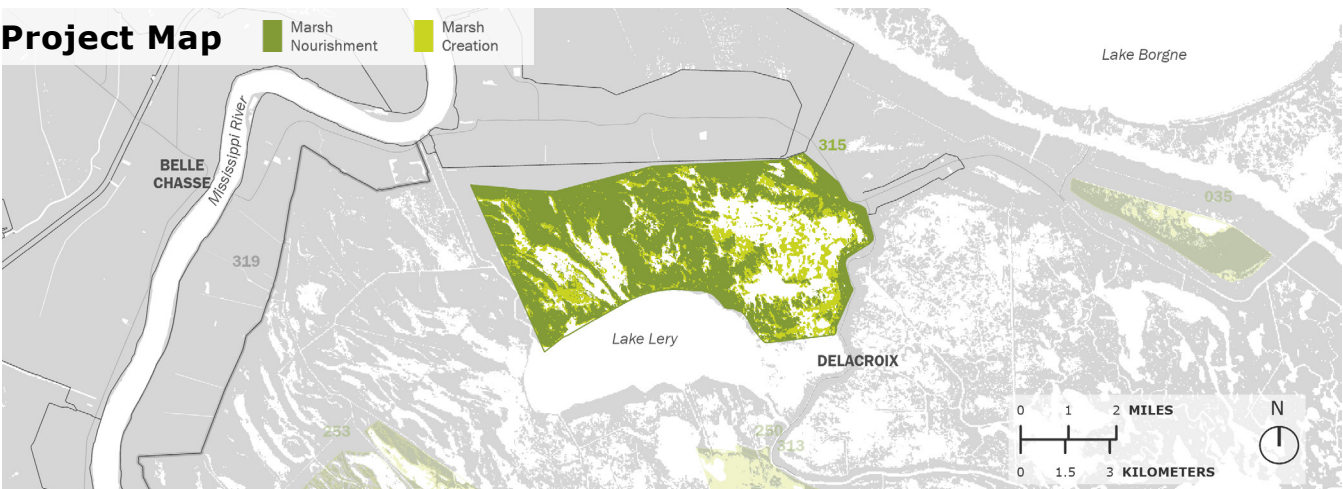 Project Map
Marsh
Nourishment
Marsh
Creation
Lake Borgne
Mississippi River
BELLE
CHASSE
315
035
319
Lake Lery
DELACROIX
253
250
313
0 1 2 MILES
0 1.5 3 KILOMETERS
N